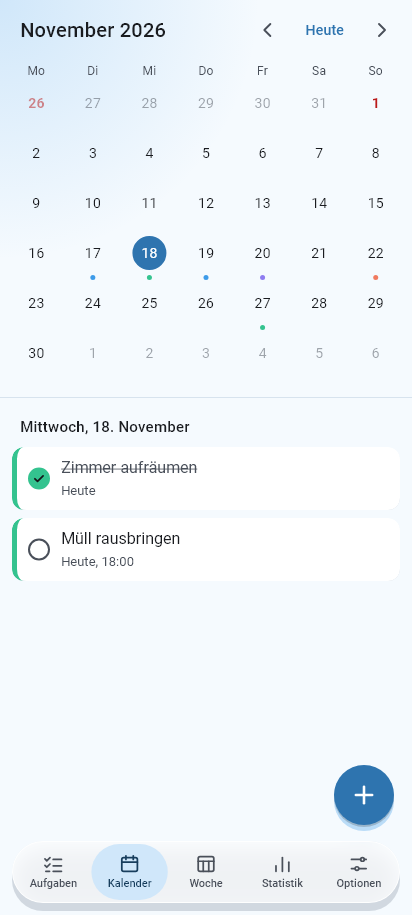 November 2026 Heute
Mo Di Mi Do Fr Sa So
26 27 28 29 30 31 1
2 3 4 5 6 7 8
9 10 11 12 13 14 15
16 17 18 19 20 21 22
23 24 25 26 27 28 29
30 1 2 3 4 5 6
Mittwoch, 18. November
Zimmer aufräumen
Heute
Müll rausbringen
Heute, 18:00
Aufgaben Kalender Woche Statistik Optionen